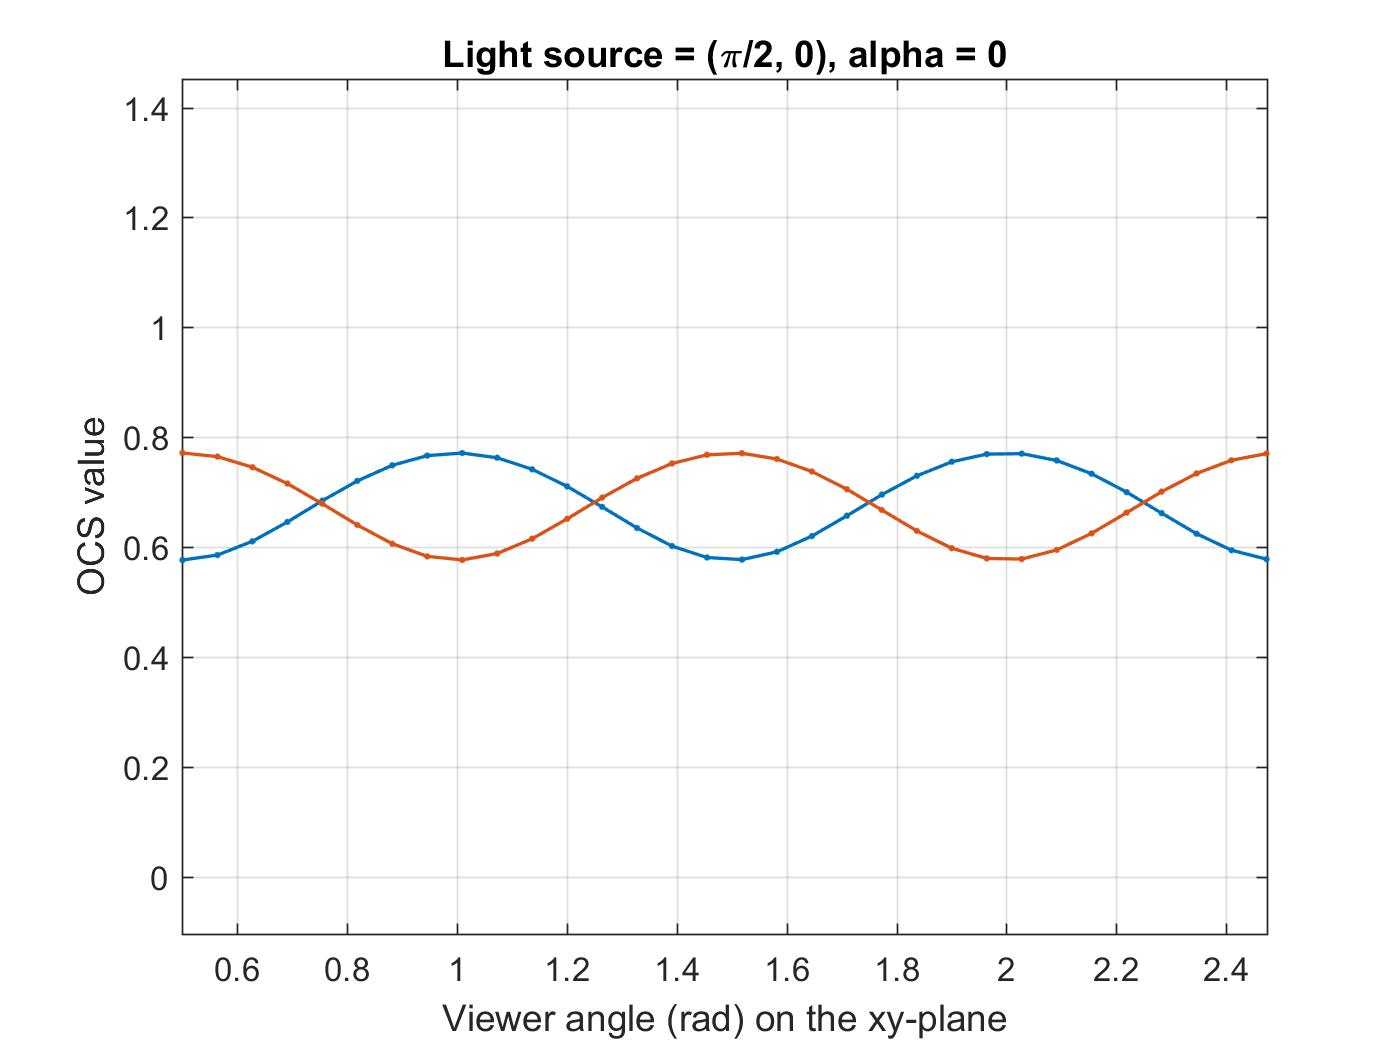 Light source = (π/2, 0), alpha = 0
1.4
1.2
1
0.8
0.6
0.4
0.2
0
OCS value
0.6 0.8 1 1.2 1.4 1.6 1.8 2 2.2 2.4
Viewer angle (rad) on the xy-plane